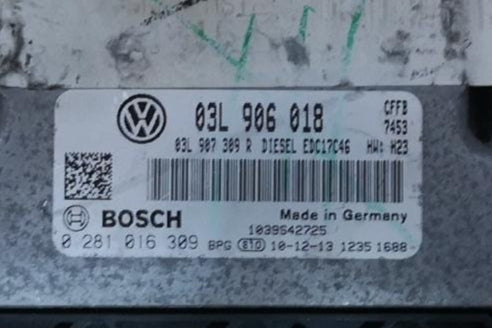 03L 906 018 CFFB
7453
03L 907 309 R DIESEL EDC17C46 HW: H23
BOSCH Made in Germany
1039S42725
0 281 016 309 BPG 810 10-12-13 1235 1688